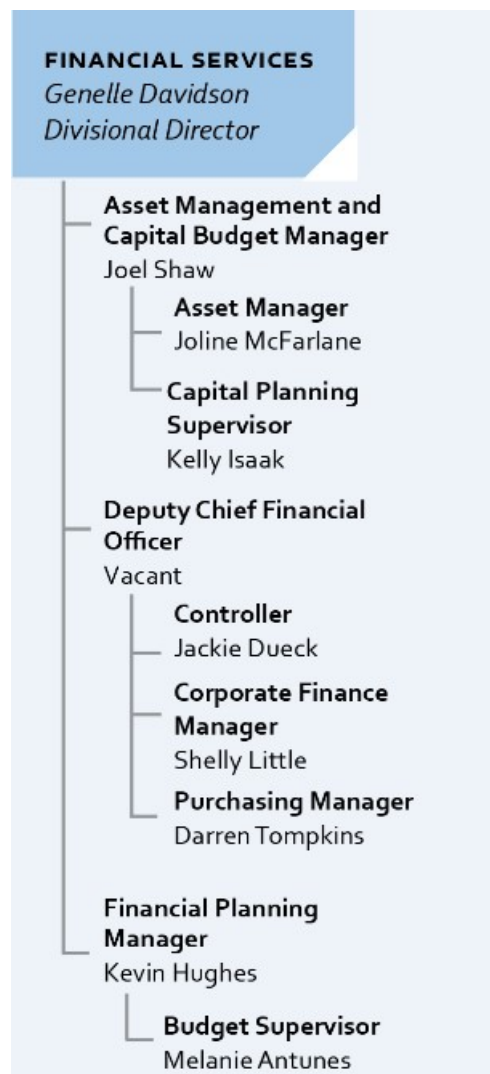 FINANCIAL SERVICES
Genelle Davidson
Divisional Director
Asset Management and
Capital Budget Manager
Joel Shaw
Asset Manager
Joline McFarlane
Capital Planning
Supervisor
Kelly Isaak
Deputy Chief Financial
Officer
Vacant
Controller
Jackie Dueck
Corporate Finance
Manager
Shelly Little
Purchasing Manager
Darren Tompkins
Financial Planning
Manager
Kevin Hughes
Budget Supervisor
Melanie Antunes